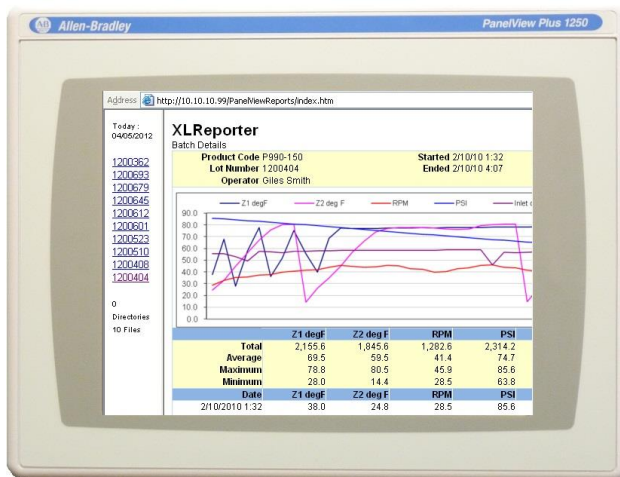 AB Allen-Bradley
PanelView Plus 1250
Address http://10.10.10.99/PanelViewReports/index.htm
Today :
04/05/2012
1200362
1200693
1200679
1200645
1200612
1200601
1200523
1200510
1200408
1200404
0
Directories
10 Files
XLReporter
Batch Details
Product Code P990-150 Started 2/10/10 1:32
Lot Number 1200404 Ended 2/10/10 4:07
Operator Giles Smith
Z1 degF Z2 deg F RPM PSI Inlet
90.0
80.0
70.0
60.0
50.0
40.0
30.0
20.0
10.0
0.0
Z1 degF Z2 deg F RPM PSI
Total 2,155.6 1,845.6 1,282.6 2,314.2
Average 69.5 59.5 41.4 74.7
Maximum 78.8 80.5 45.9 85.6
Minimum 28.0 14.4 28.5 63.8
Date Z1 degF Z2 deg F RPM PSI
2/10/2010 1:32 38.0 24.8 28.5 85.6